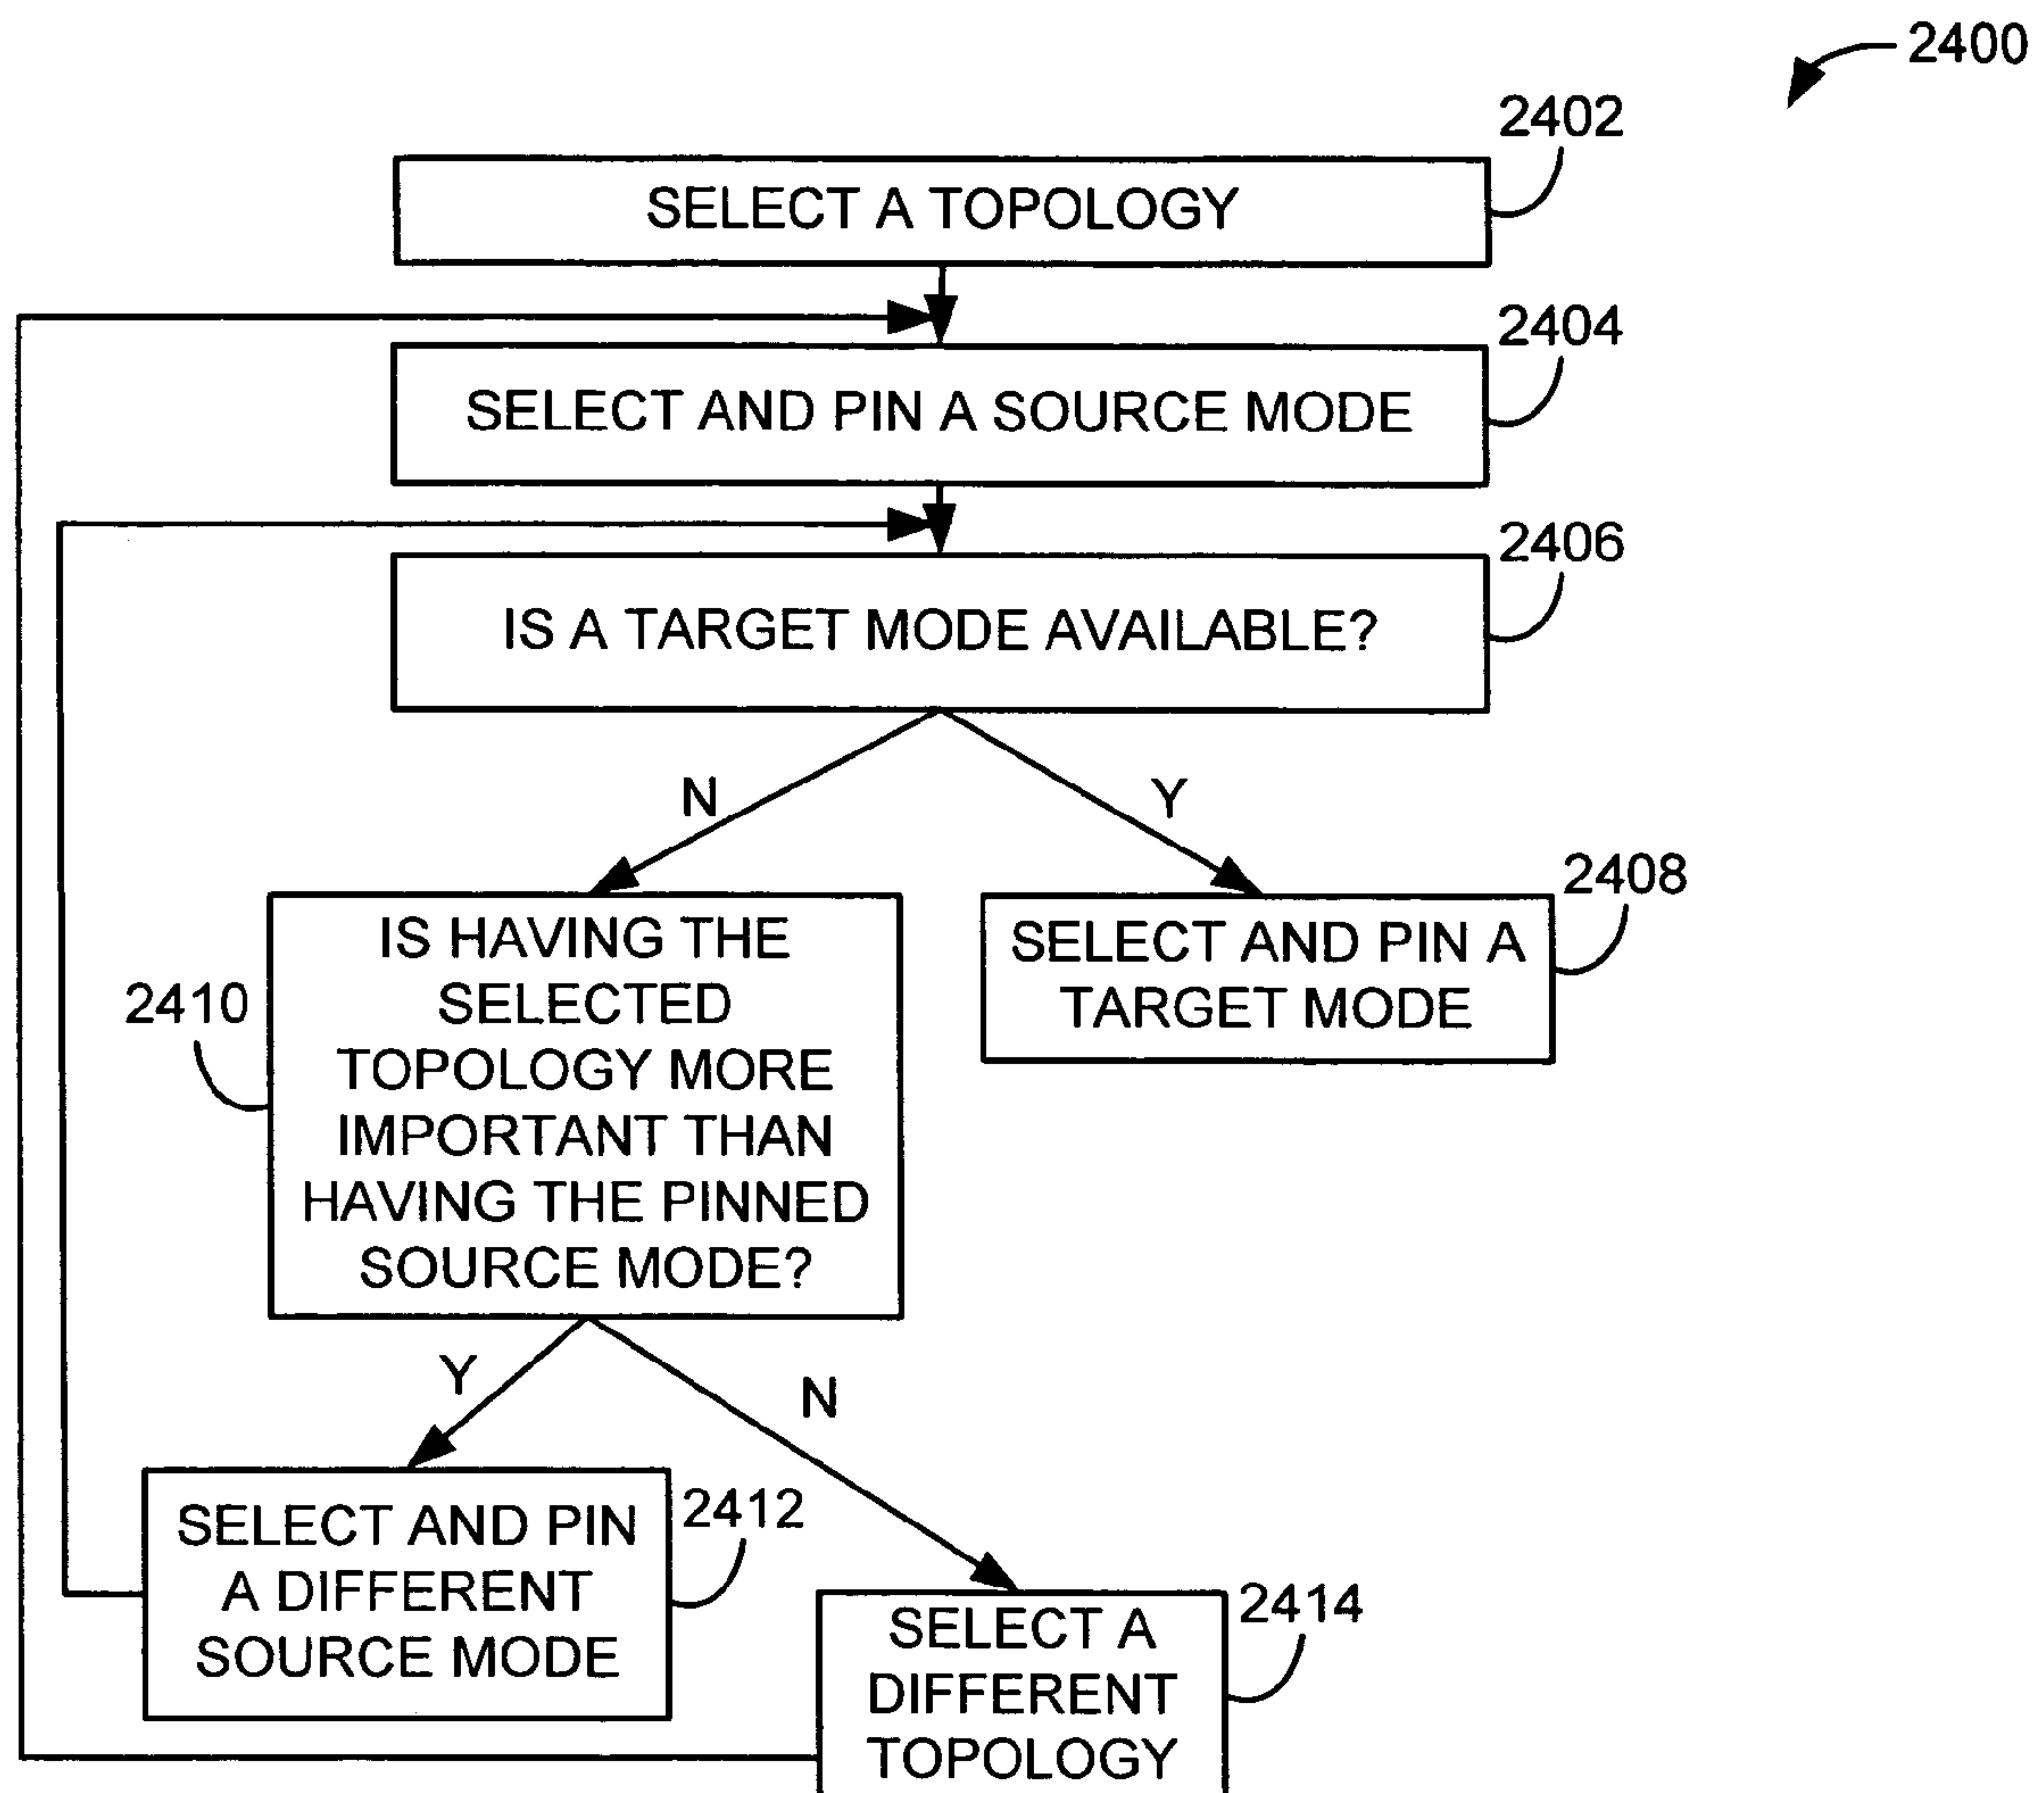 2400
2402
SELECT A TOPOLOGY
2404
SELECT AND PIN A SOURCE MODE
2406
IS A TARGET MODE AVAILABLE?
N
Y
2408
SELECT AND PIN A
TARGET MODE
2410
IS HAVING THE
SELECTED
TOPOLOGY MORE
IMPORTANT THAN
HAVING THE PINNED
SOURCE MODE?
Y
N
2412
SELECT AND PIN
A DIFFERENT
SOURCE MODE
2414
SELECT A
DIFFERENT
TOPOLOGY